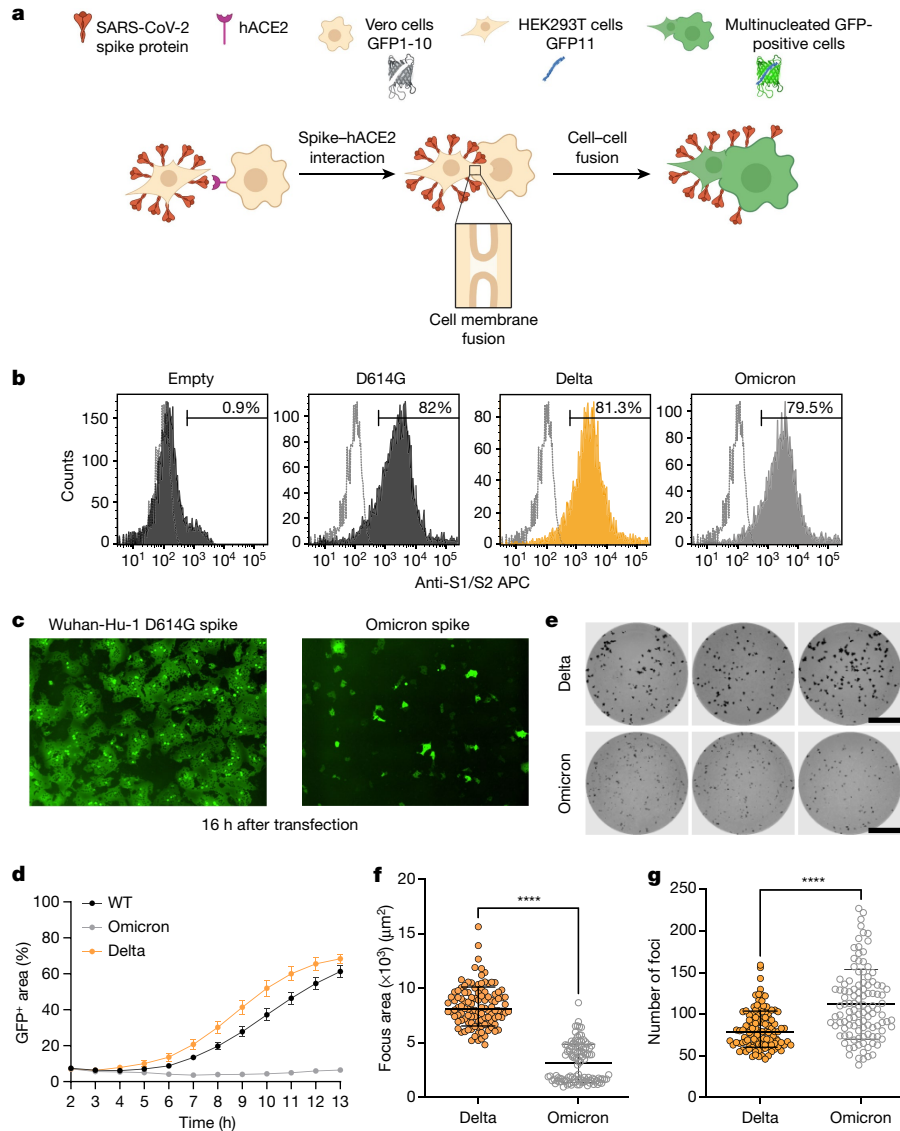 a
SARS-CoV-2
spike protein
hACE2
Vero cells
GFP1-10
HEK293T cells
GFP11
Multinucleated GFP-
positive cells
Spike–hACE2
interaction
Cell–cell
fusion
Cell membrane
fusion
b
Empty
D614G
Delta
Omicron
Counts
150
100
50
0
0.9%
10¹ 10² 10³ 10⁴ 10⁵
100
80
60
40
20
0
82%
10¹ 10² 10³ 10⁴ 10⁵
80
60
40
20
0
81.3%
10¹ 10² 10³ 10⁴ 10⁵
100
80
60
40
20
0
79.5%
10¹ 10² 10³ 10⁴ 10⁵
Anti-S1/S2 APC
c
Wuhan-Hu-1 D614G spike
Omicron spike
16 h after transfection
e
Delta
Omicron
d
GFP⁺ area (%)
100
80
60
40
20
0
WT
Omicron
Delta
2 3 4 5 6 7 8 9 10 11 12 13
Time (h)
f
Focus area (×10³) (μm²)
20
15
10
5
0
****
Delta
Omicron
g
Number of foci
250
200
150
100
50
0
****
Delta
Omicron